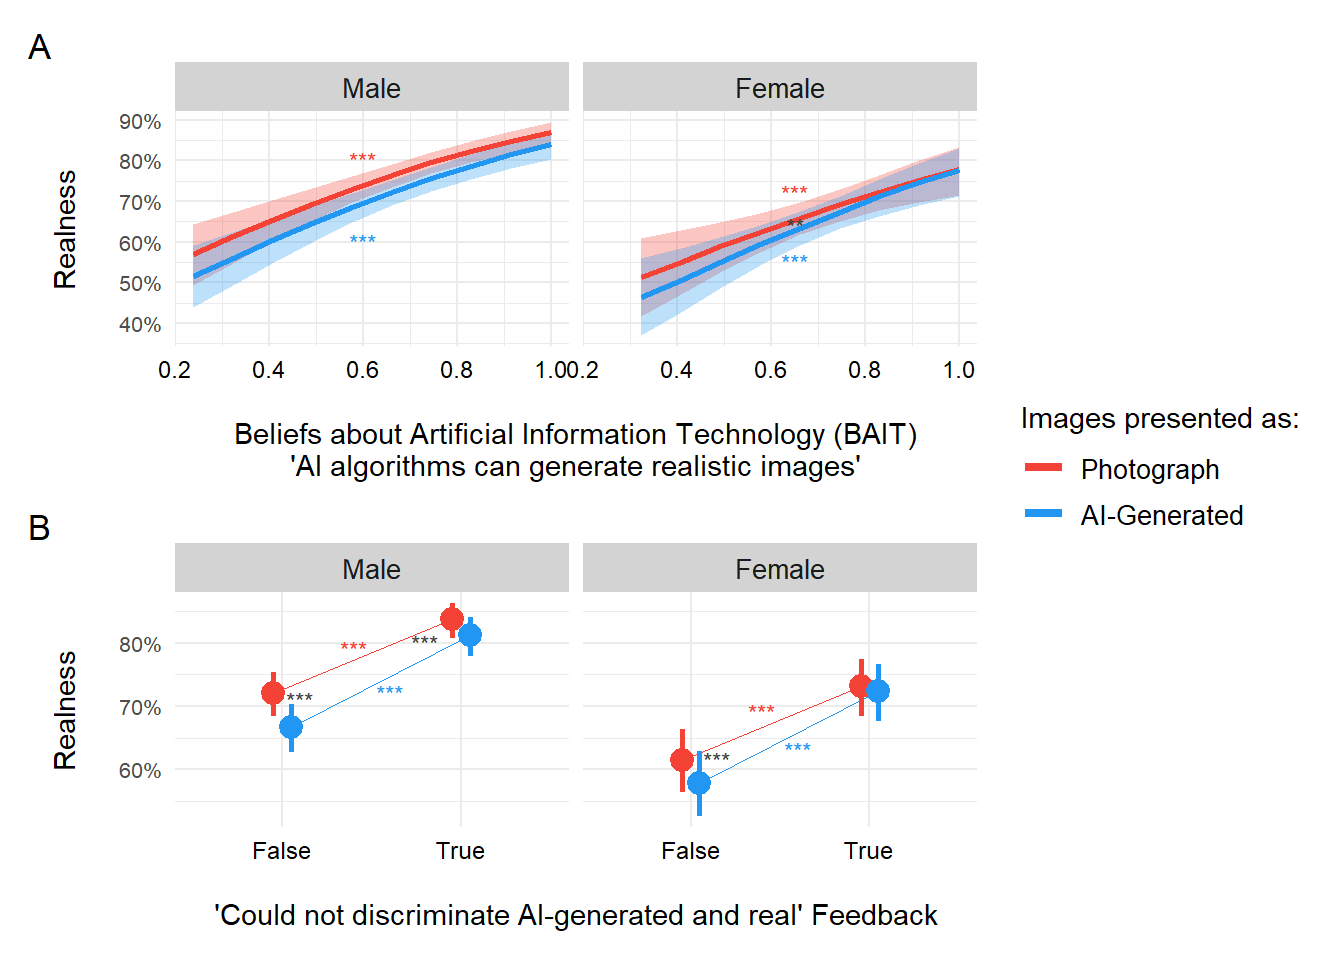 A
Male Female
Realness
90%
80%
70%
60%
50%
40%
***
***
***
**
***
0.2 0.4 0.6 0.8 1.0 0.2 0.4 0.6 0.8 1.0
Beliefs about Artificial Information Technology (BAIT)
'AI algorithms can generate realistic images'
Images presented as:
Photograph
AI-Generated
B
Male Female
Realness
80%
70%
60%
***
***
***
***
***
***
***
False True False True
'Could not discriminate AI-generated and real' Feedback